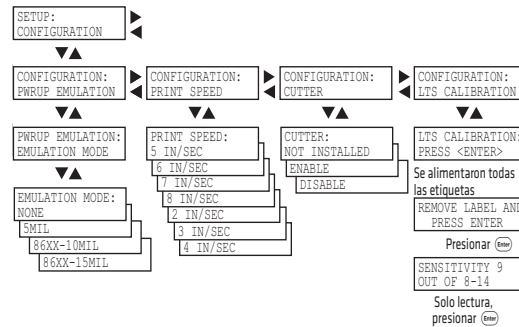 SETUP:
CONFIGURATION
CONFIGURATION:
PWRUP EMULATION
CONFIGURATION:
PRINT SPEED
CONFIGURATION:
CUTTER
CONFIGURATION:
LTS CALIBRATION
PWRUP EMULATION:
EMULATION MODE
PRINT SPEED:
5 IN/SEC
6 IN/SEC
7 IN/SEC
8 IN/SEC
2 IN/SEC
3 IN/SEC
4 IN/SEC
CUTTER:
NOT INSTALLED
ENABLE
DISABLE
LTS CALIBRATION:
PRESS <ENTER>
Se alimentaron todas
las etiquetas
EMULATION MODE:
NONE
5MIL
86XX-10MIL
86XX-15MIL
REMOVE LABEL AND
PRESS ENTER
Presionar Enter
SENSITIVITY 9
OUT OF 8-14
Solo lectura,
presionar Enter